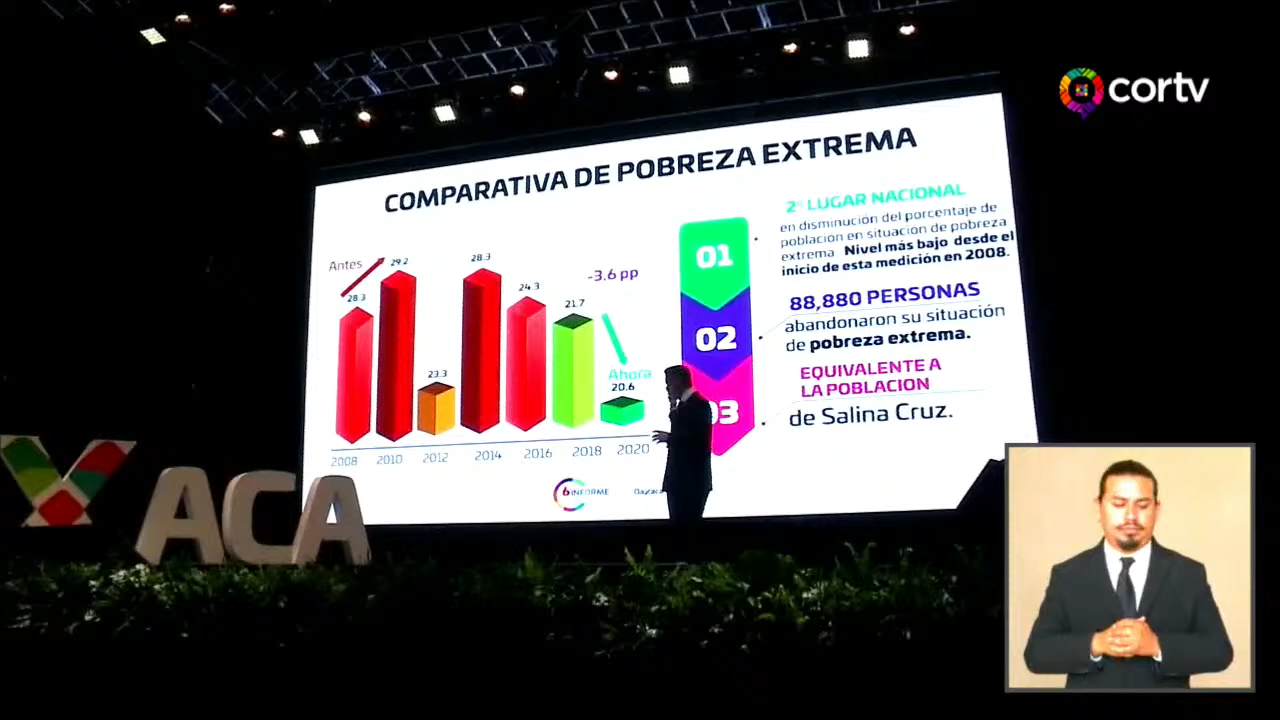 cortv
COMPARATIVA DE POBREZA EXTREMA
Antes
28.3
29.2
23.3
28.3
24.3
21.7
20.6
-3.6 pp
Ahora
2008 2010 2012 2014 2016 2018 2020
6 INFORME
Oaxaca
01
2° LUGAR NACIONAL
en disminución del porcentaje de
población en situación de pobreza
extrema. Nivel más bajo desde el
inicio de esta medición en 2008.
02
88,880 PERSONAS
abandonaron su situación
de pobreza extrema.
03
EQUIVALENTE A
LA POBLACION
de Salina Cruz.
XACA